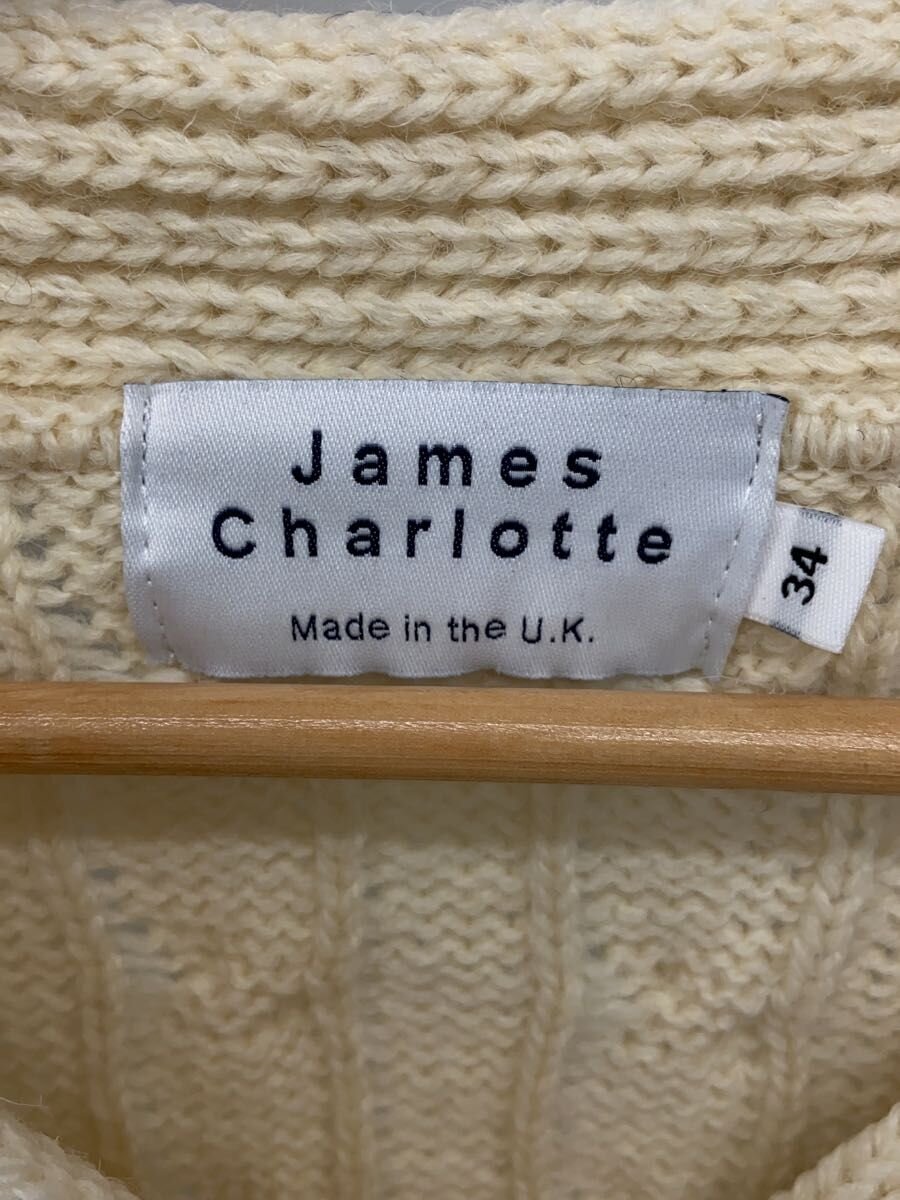 James
Charlotte
Made in the U.K.
34